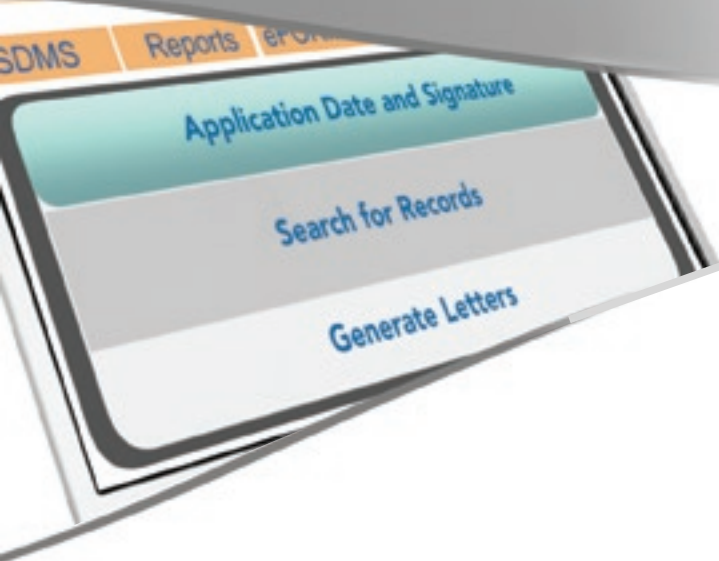 SDMS Reports
Application Date and Signature
Search for Records
Generate Letters